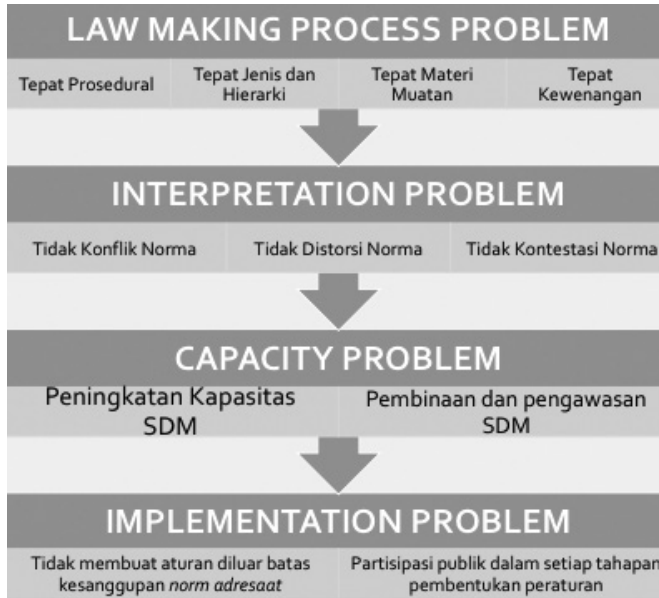 LAW MAKING PROCESS PROBLEM
Tepat Prosedural
Tepat Jenis dan
Hierarki
Tepat Materi
Muatan
Tepat
Kewenangan
INTERPRETATION PROBLEM
Tidak Konflik Norma
Tidak Distorsi Norma
Tidak Kontestasi Norma
CAPACITY PROBLEM
Peningkatan Kapasitas
SDM
Pembinaan dan pengawasan
SDM
IMPLEMENTATION PROBLEM
Tidak membuat aturan diluar batas
kesanggupan norm adresaat
Partisipasi publik dalam setiap tahapan
pembentukan peraturan